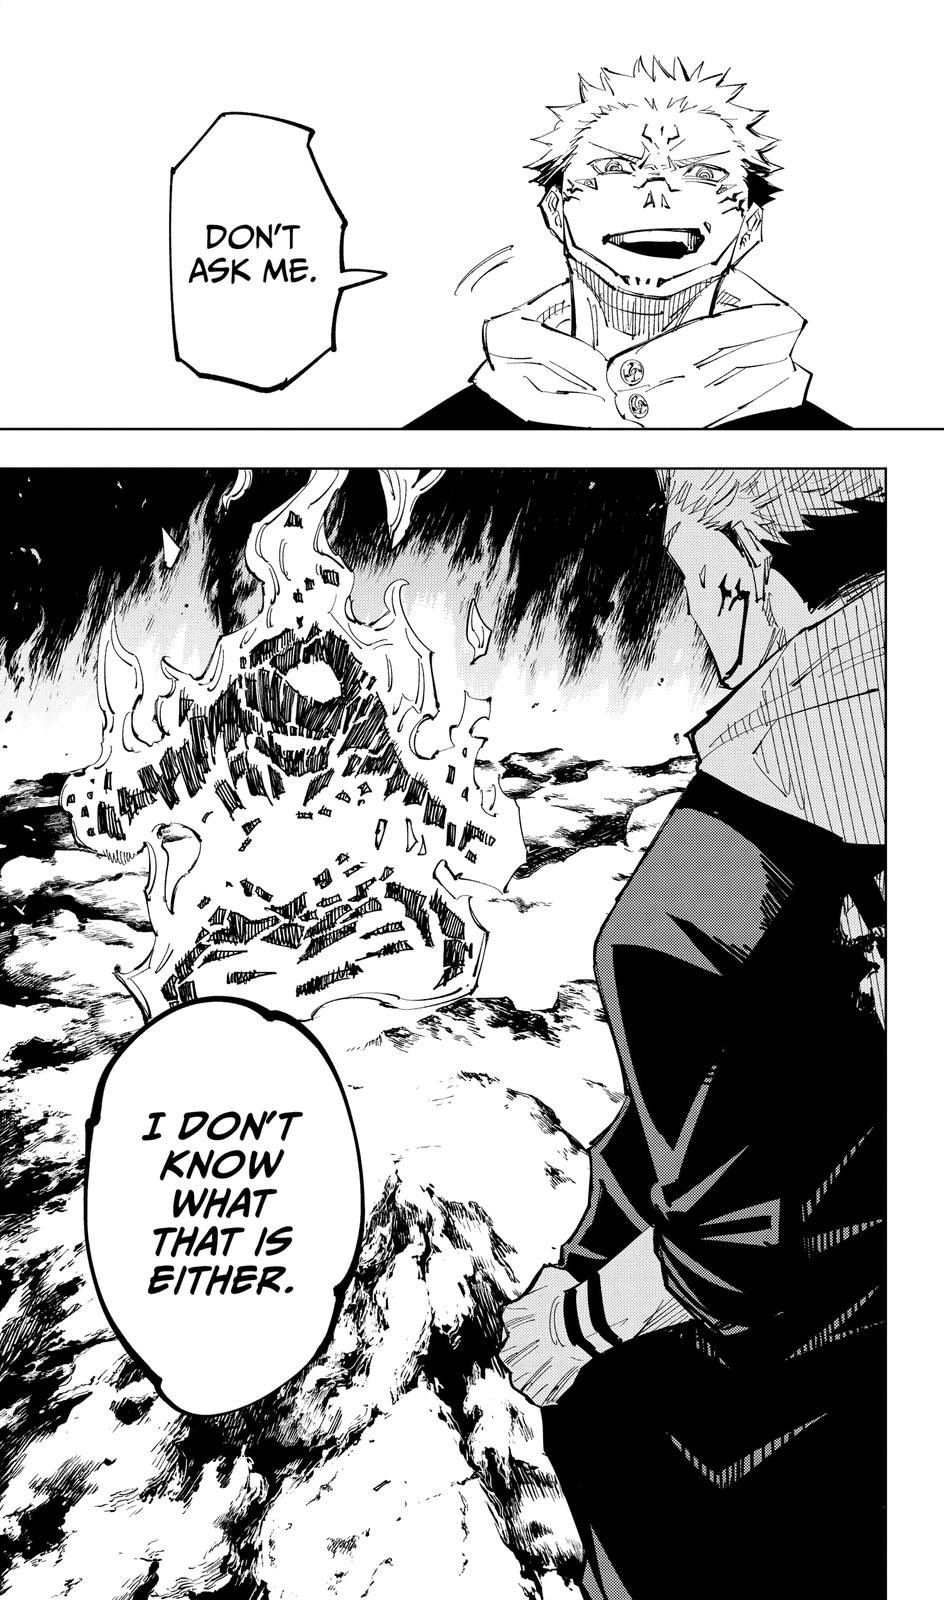 DON'T
ASK ME.
I DON'T
KNOW
WHAT
THAT IS
EITHER.